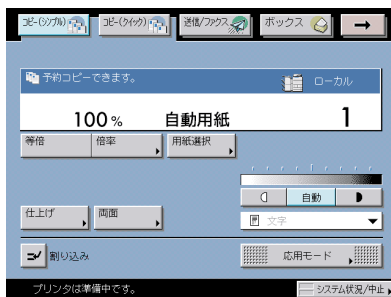 コピー(シンプル) コピー(クイック) 送信/ファクス ボックス →
予約コピーできます。 ローカル
100% 自動用紙 1
等倍 倍率 用紙選択
自動
仕上げ 両面 文字
割り込み 応用モード
プリンタは準備中です。 システム状況/中止